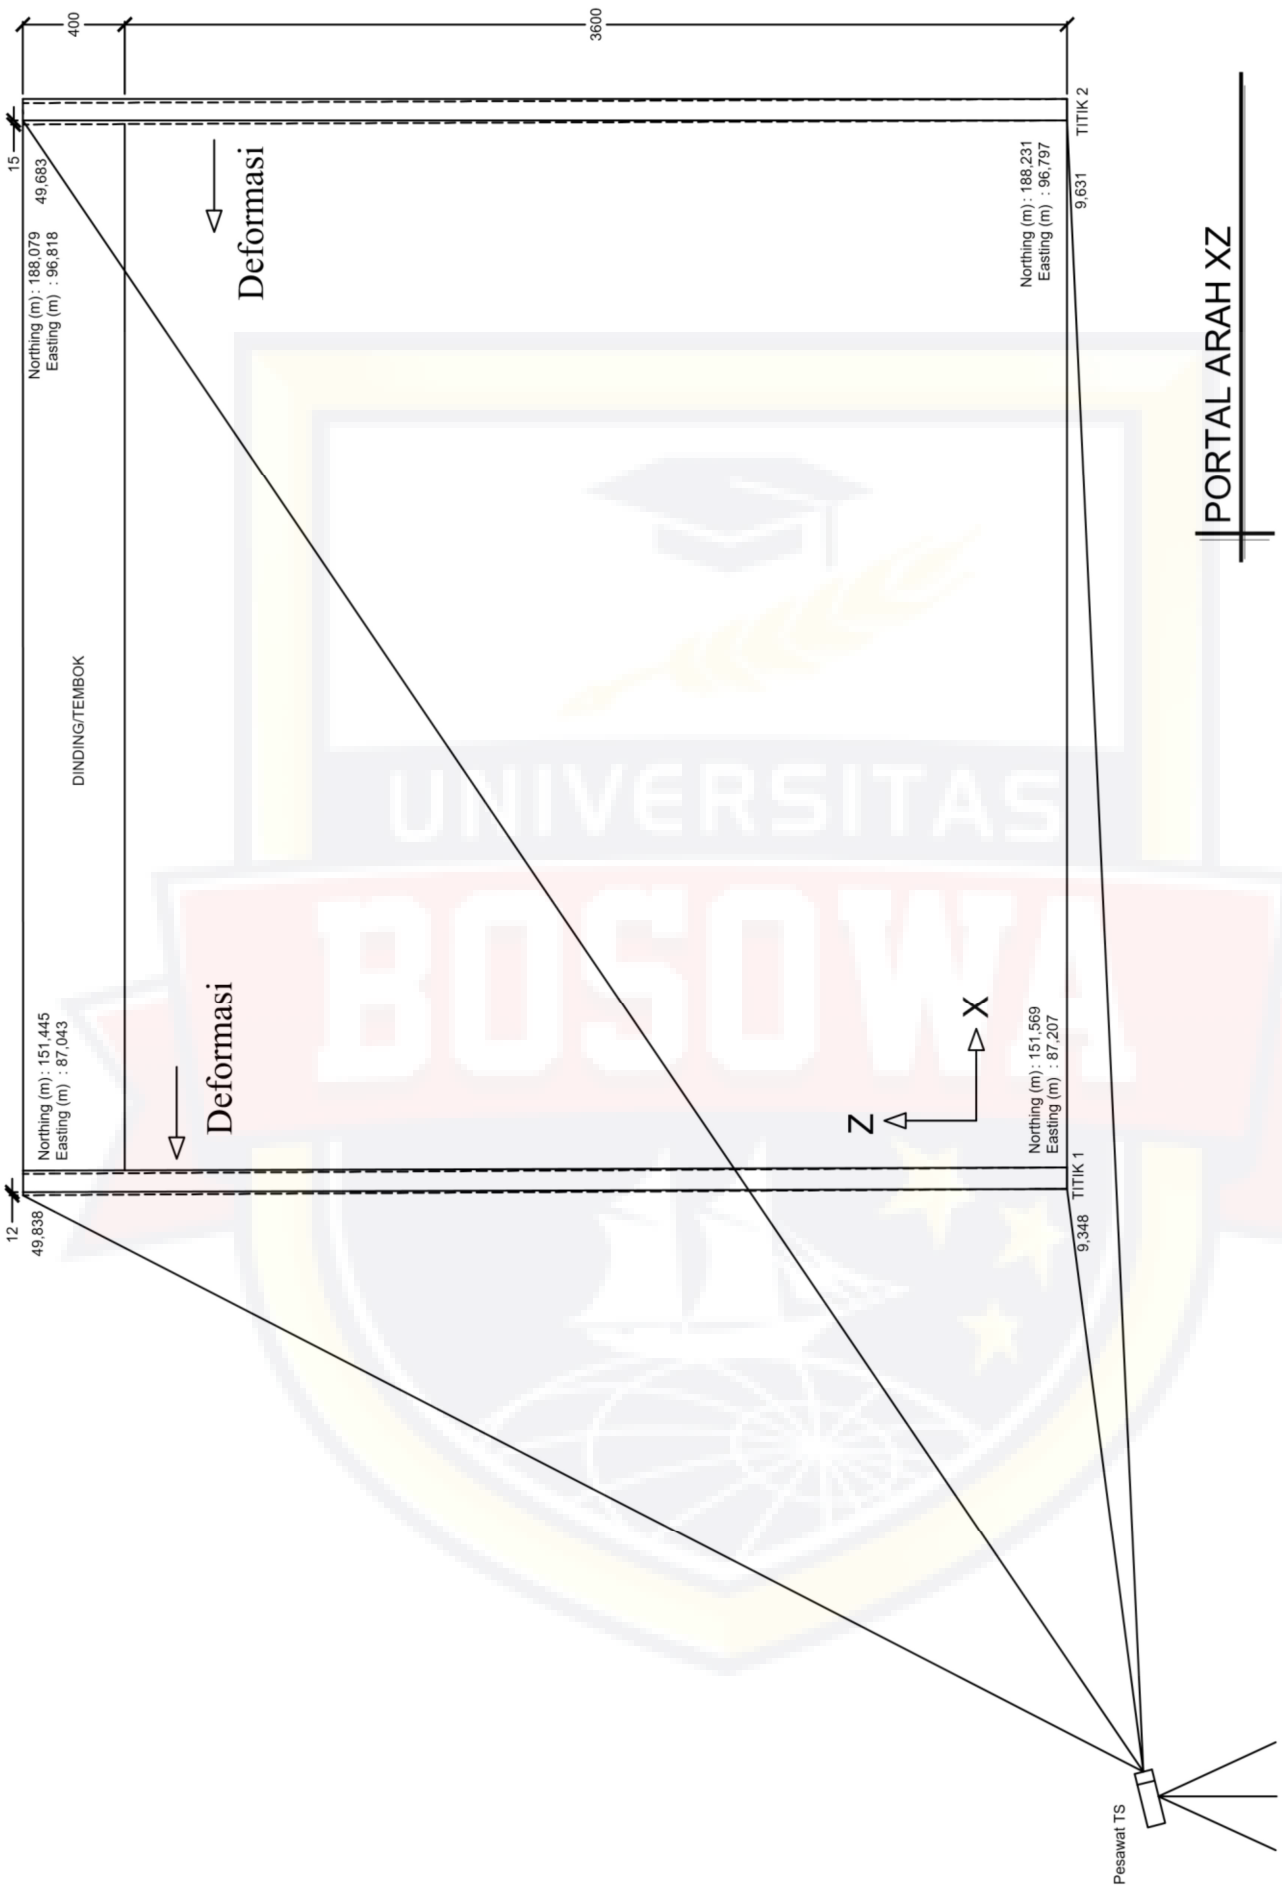 400
3600
15
49,683
Northing (m) : 188,079
Easting (m) : 96,818
Deformasi
TITIK 2
9,631
Northing (m) : 188,231
Easting (m) : 96,797
PORTAL ARAH XZ
DINDING/TEMBOK
UNIVERSITAS
BOSOWA
Northing (m) : 151,445
Easting (m) : 87,043
Deformasi
Z
X
Northing (m) : 151,569
Easting (m) : 87,207
12
49,838
TITIK 1
9,348
Pesawat TS